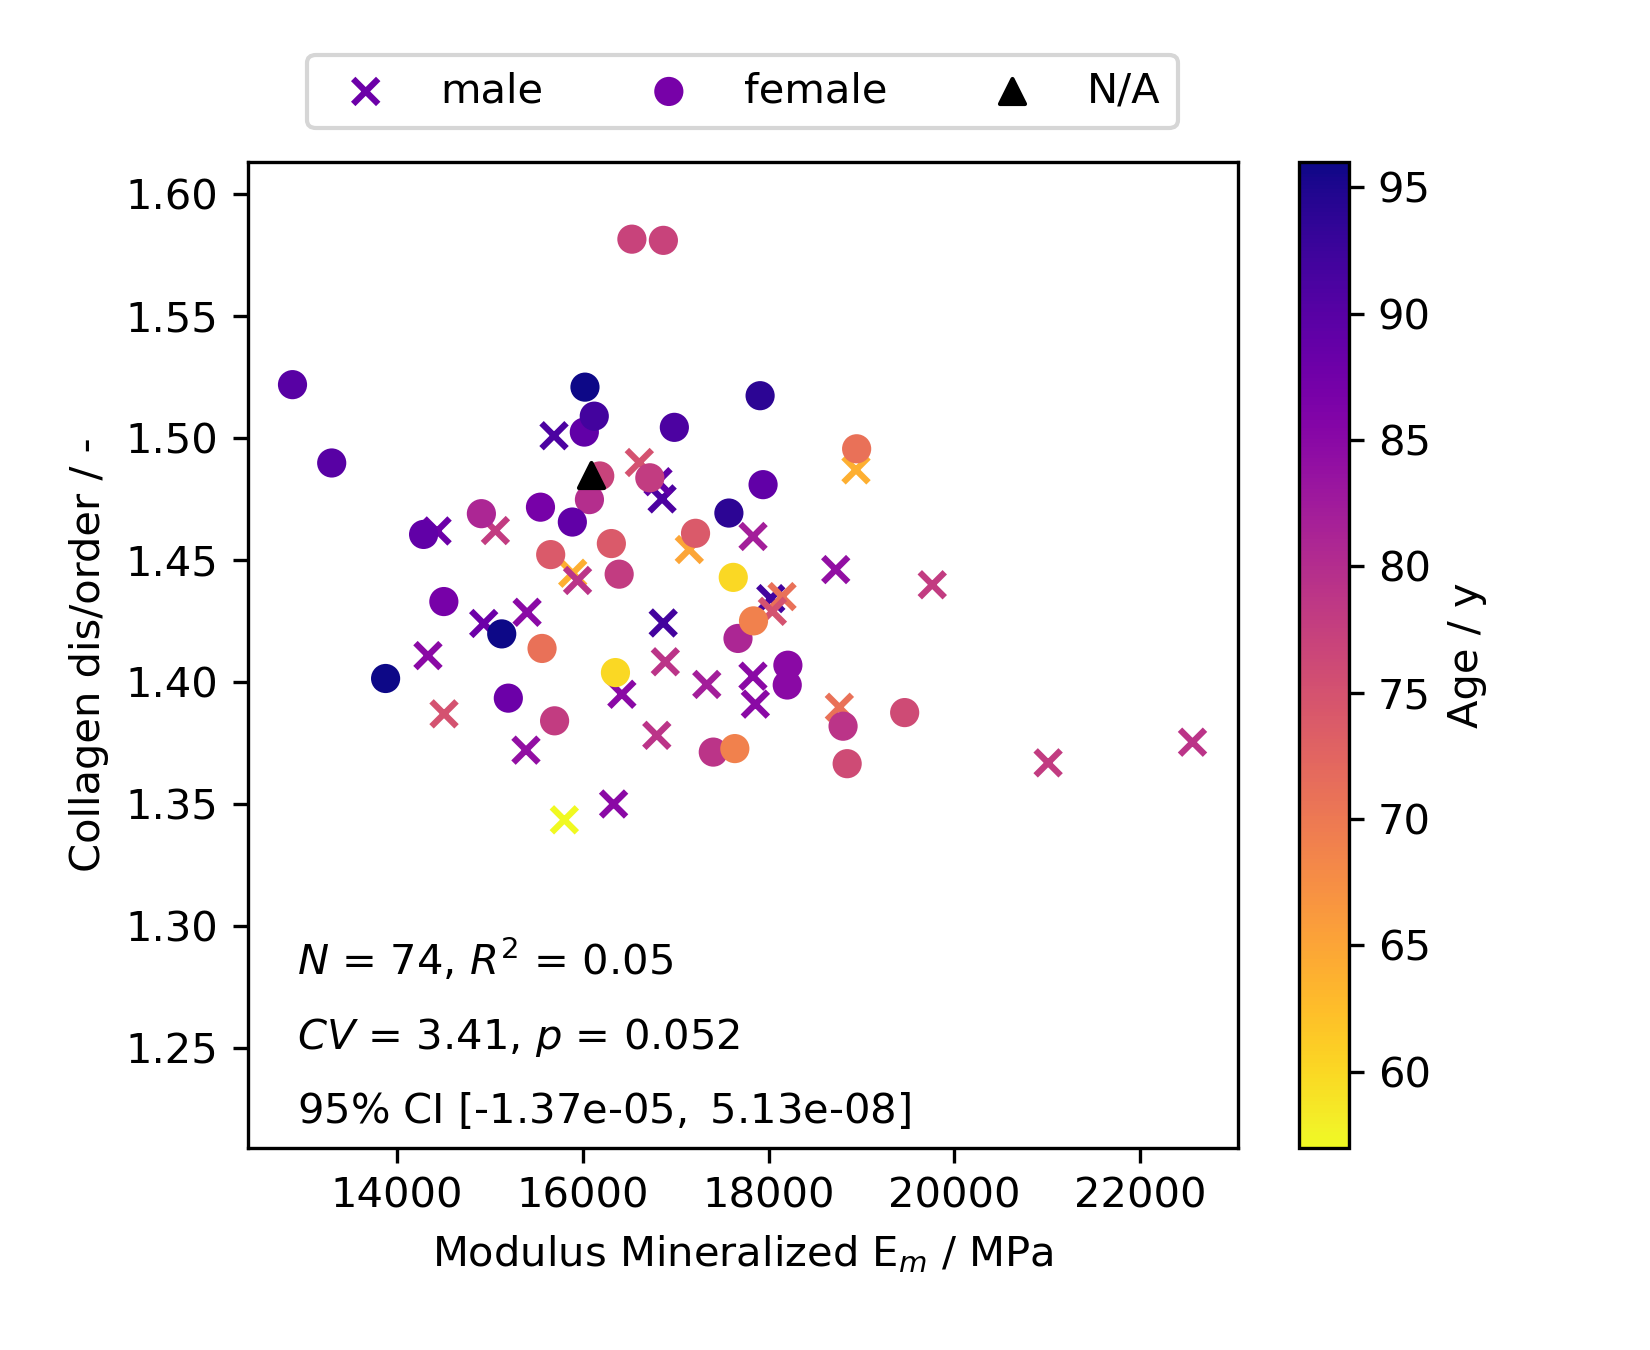 male female N/A
1.60
1.55
1.50
1.45
1.40
1.35
1.30
1.25
Collagen dis/order / -
N = 74, R² = 0.05
CV = 3.41, p = 0.052
95% CI [-1.37e-05, 5.13e-08]
14000 16000 18000 20000 22000
Modulus Mineralized Eₘ / MPa
95
90
85
80
75
70
65
60
Age / y